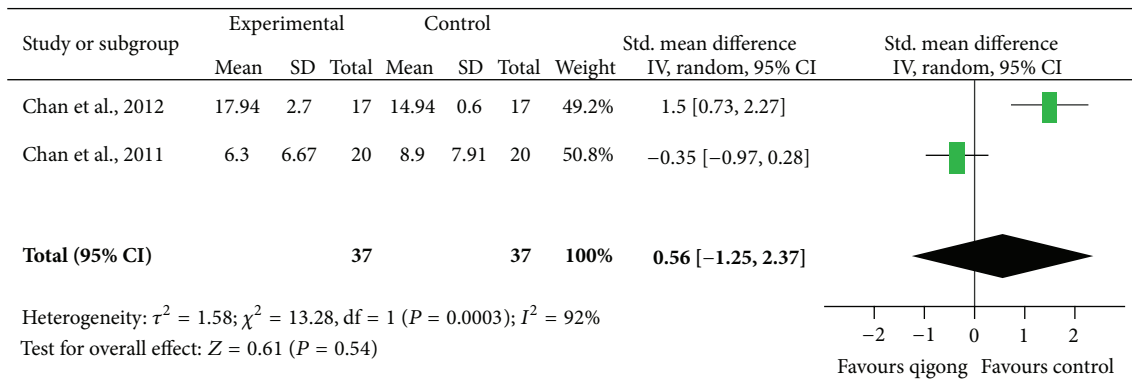 Study or subgroup Experimental Control Std. mean difference Std. mean difference
Mean SD Total Mean SD Total Weight IV, random, 95% CI IV, random, 95% CI
Chan et al., 2012 17.94 2.7 17 14.94 0.6 17 49.2% 1.5 [0.73, 2.27]
Chan et al., 2011 6.3 6.67 20 8.9 7.91 20 50.8% −0.35 [−0.97, 0.28]
Total (95% CI) 37 37 100% 0.56 [−1.25, 2.37]
Heterogeneity: τ² = 1.58; χ² = 13.28, df = 1 (P = 0.0003); I² = 92%
Test for overall effect: Z = 0.61 (P = 0.54)
−2 −1 0 1 2
Favours qigong Favours control